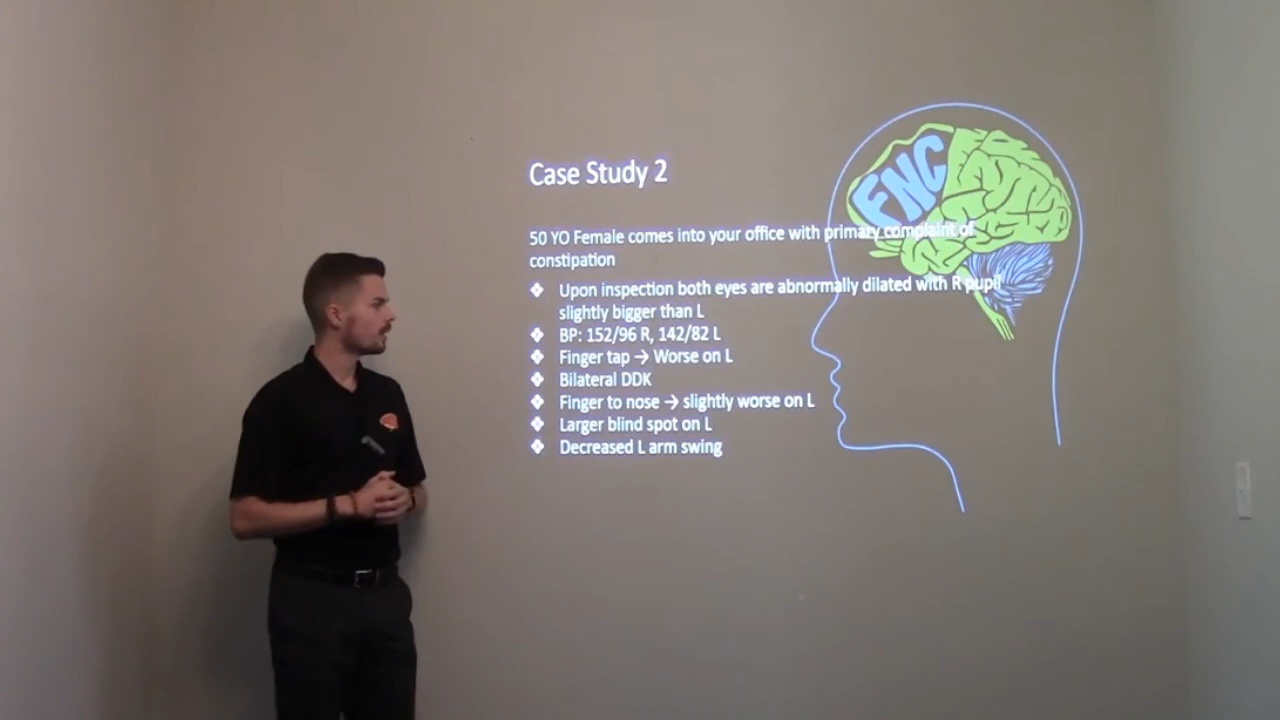 FNC
Case Study 2
50 YO Female comes into your office with primary complaint of
constipation
❖ Upon inspection both eyes are abnormally dilated with R pupil
slightly bigger than L
❖ BP: 152/96 R, 142/82 L
❖ Finger tap → Worse on L
❖ Bilateral DDK
❖ Finger to nose → slightly worse on L
❖ Larger blind spot on L
❖ Decreased L arm swing